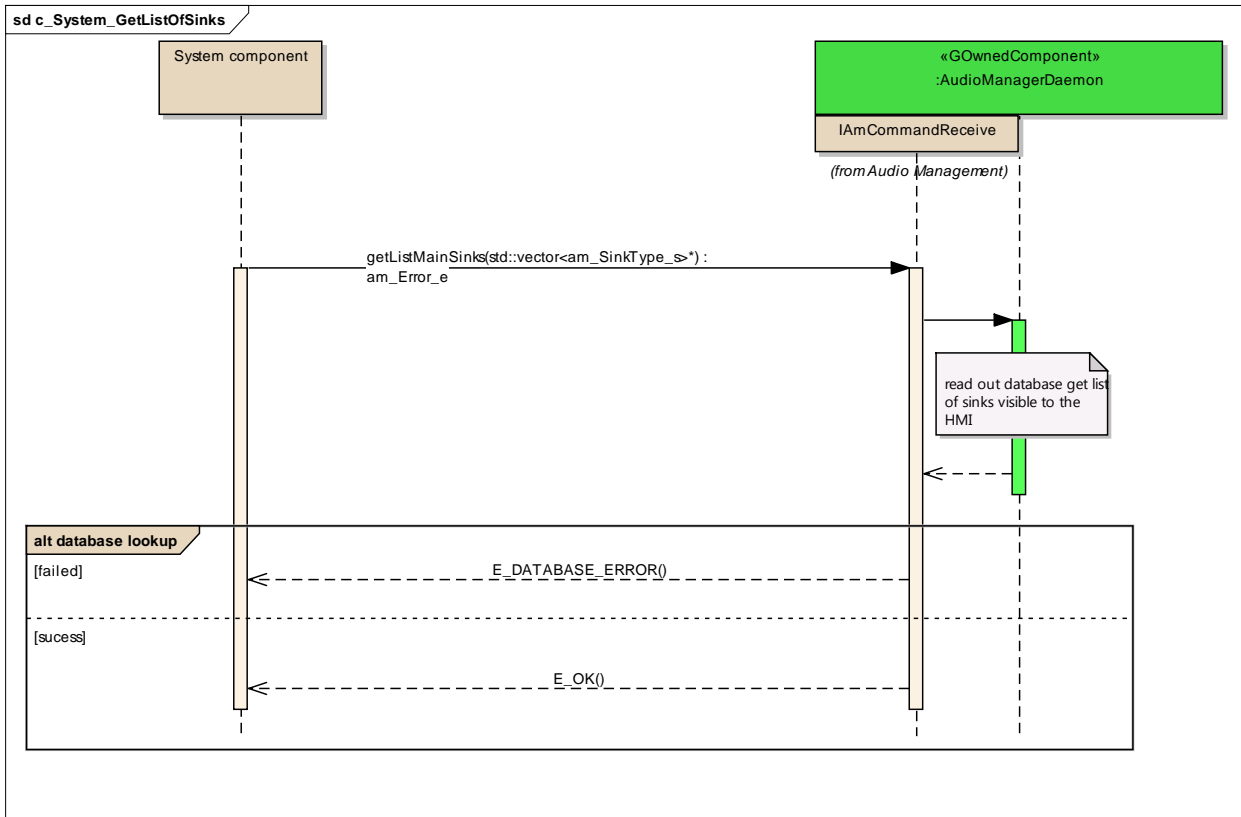 sd c_System_GetListOfSinks
System component
«GOwnedComponent»
:AudioManagerDaemon
IAmCommandReceive
(from Audio Management)
getListMainSinks(std::vector<am_SinkType_s>*) :
am_Error_e
read out database get list
of sinks visible to the
HMI
alt database lookup
[failed]
E_DATABASE_ERROR()
[sucess]
E_OK()